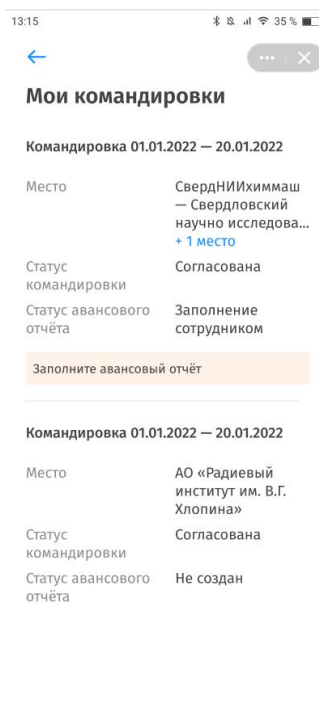 13:15
35 %
Мои командировки
Командировка 01.01.2022 — 20.01.2022
Место
СвердНИИхиммаш
— Свердловский
научно исследова...
+ 1 место
Статус
командировки
Согласована
Статус авансового
отчёта
Заполнение
сотрудником
Заполните авансовый отчёт
Командировка 01.01.2022 — 20.01.2022
Место
АО «Радиевый
институт им. В.Г.
Хлопина»
Статус
командировки
Согласована
Статус авансового
отчёта
Не создан